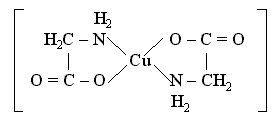 H₂
H₂C – N O – C = O
Cu
O = C – O N – CH₂
H₂